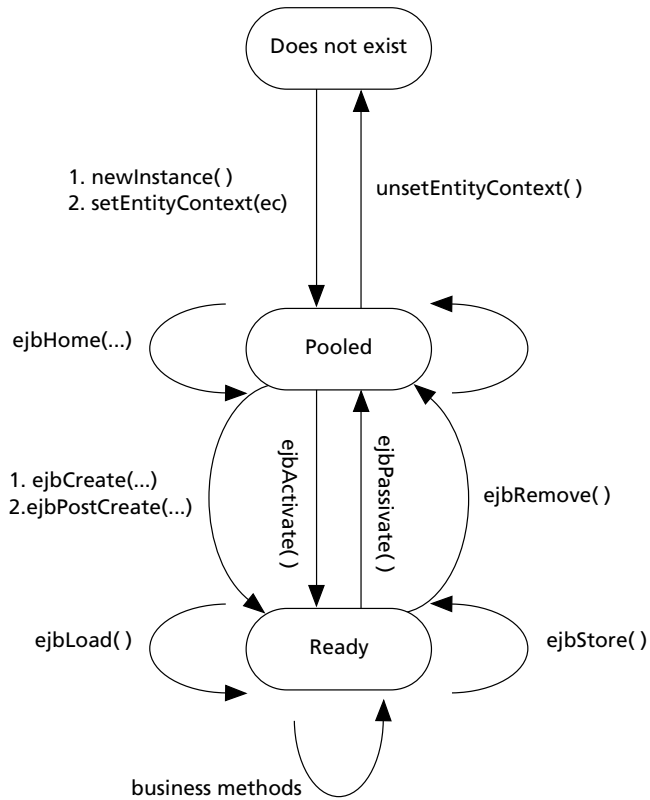 Does not exist
1. newInstance( )
2. setEntityContext(ec)
unsetEntityContext( )
ejbHome(...)
Pooled
1. ejbCreate(...)
2.ejbPostCreate(...)
ejbActivate( )
ejbPassivate( )
ejbRemove( )
ejbLoad( )
Ready
ejbStore( )
business methods